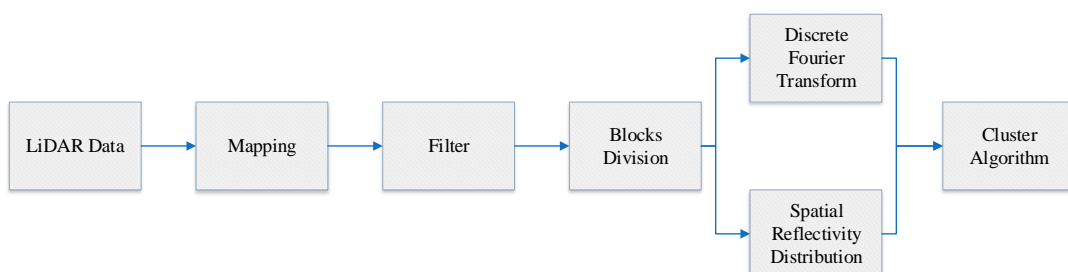 LiDAR Data
Mapping
Filter
Blocks
Division
Discrete
Fourier
Transform
Spatial
Reflectivity
Distribution
Cluster
Algorithm